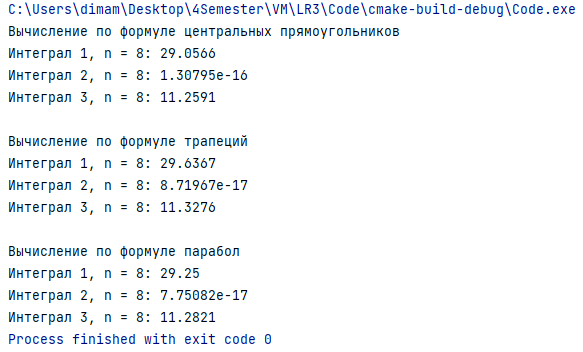 C:\Users\dimam\Desktop\4Semester\VM\LR3\Code\cmake-build-debug\Code.exe
Вычисление по формуле центральных прямоугольников
Интеграл 1, n = 8: 29.0566
Интеграл 2, n = 8: 1.30795e-16
Интеграл 3, n = 8: 11.2591
Вычисление по формуле трапеций
Интеграл 1, n = 8: 29.6367
Интеграл 2, n = 8: 8.71967e-17
Интеграл 3, n = 8: 11.3276
Вычисление по формуле парабол
Интеграл 1, n = 8: 29.25
Интеграл 2, n = 8: 7.75082e-17
Интеграл 3, n = 8: 11.2821
Process finished with exit code 0